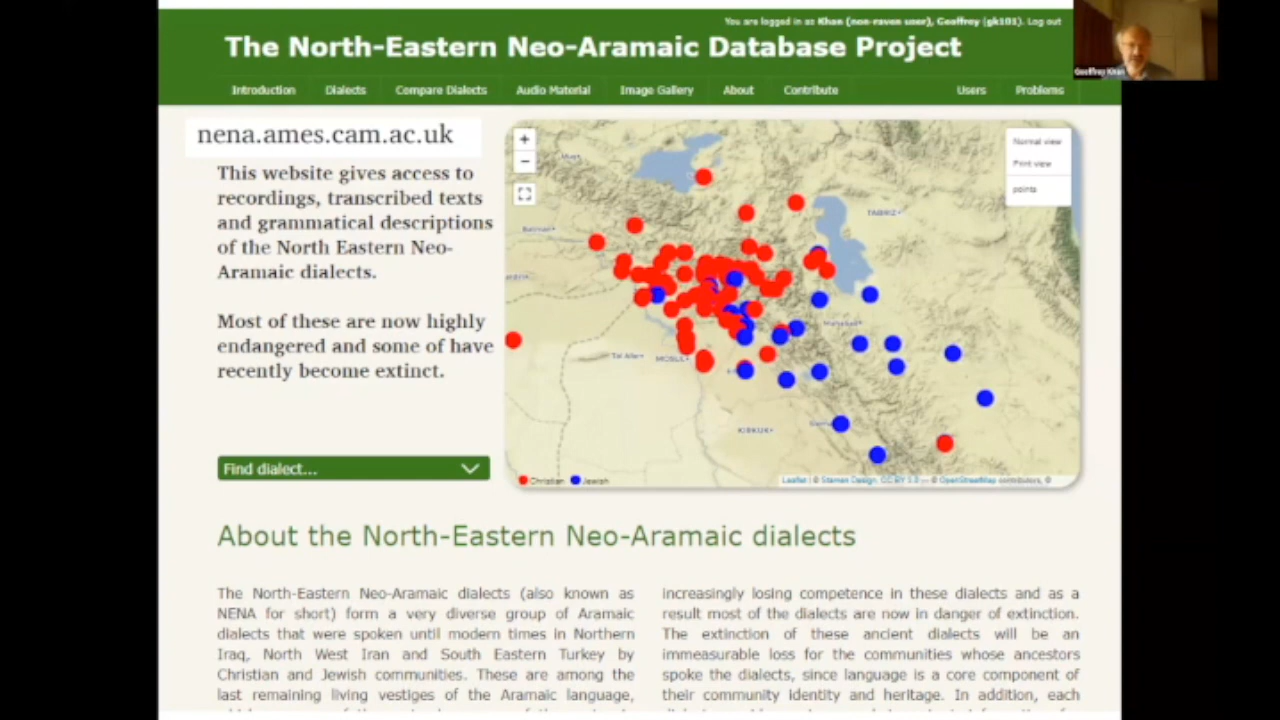 You are logged in as Khan (non-raven user), Geoffrey (gk101). Log out
The North-Eastern Neo-Aramaic Database Project
Geoffrey Khan
Introduction
Dialects
Compare Dialects
Audio Material
Image Gallery
About
Contribute
Users
Problems
nena.ames.cam.ac.uk
This website gives access to
recordings, transcribed texts
and grammatical descriptions
of the North Eastern Neo-
Aramaic dialects.
Most of these are now highly
endangered and some of have
recently become extinct.
Find dialect...
+
−
Normal view
Print view
points
TABRIZ
Batman
Tal Afar
MOSUL
KIRKUK
Christian
Jewish
Leaflet | © Stamen Design, CC BY 3.0 — © OpenStreetMap contributors, ©
About the North-Eastern Neo-Aramaic dialects
The North-Eastern Neo-Aramaic dialects (also known as
NENA for short) form a very diverse group of Aramaic
dialects that were spoken until modern times in Northern
Iraq, North West Iran and South Eastern Turkey by
Christian and Jewish communities. These are among the
last remaining living vestiges of the Aramaic language,
increasingly losing competence in these dialects and as a
result most of the dialects are now in danger of extinction.
The extinction of these ancient dialects will be an
immeasurable loss for the communities whose ancestors
spoke the dialects, since language is a core component of
their community identity and heritage. In addition, each